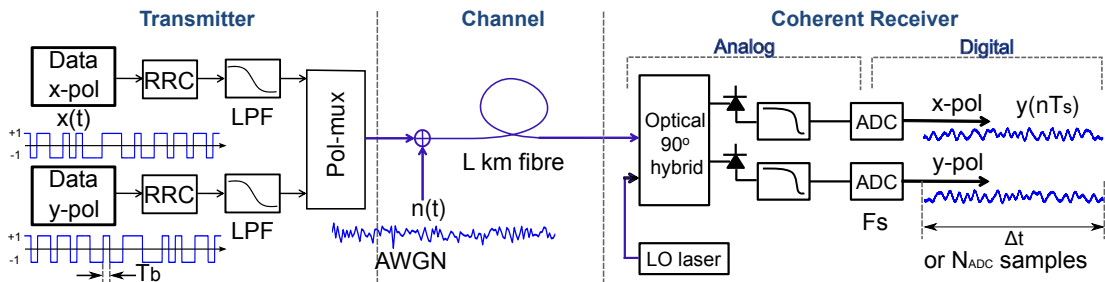 Transmitter
Channel
Coherent Receiver
Analog
Digital
Data
x-pol
RRC
LPF
x(t)
+1
-1
Data
y-pol
RRC
LPF
+1
-1
Tb
Pol-mux
n(t)
AWGN
L km fibre
Optical
90o
hybrid
LO laser
ADC
ADC
Fs
x-pol
y(nTs)
y-pol
Δt
or NADC samples